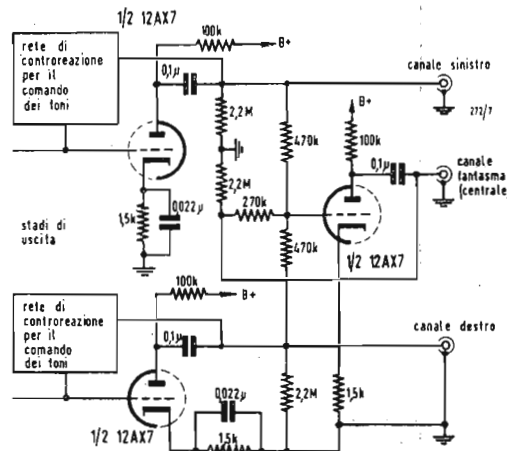 1/2 12AX7
rete di
controreazione
per il
comando
dei toni
100k
B+
0,1µ
canale sinistro
272/7
2,2M
470k
B+
100k
0,1µ
canale
fantasma
(centrale)
2,2M
270k
1,5k
0,022µ
stadi di
uscita
470k
1/2 12AX7
100k
B+
rete di
controreazione
per il
comando
dei toni
0,1µ
canale destro
0,022µ
2,2M
1,5k
1/2 12AX7
1,5k